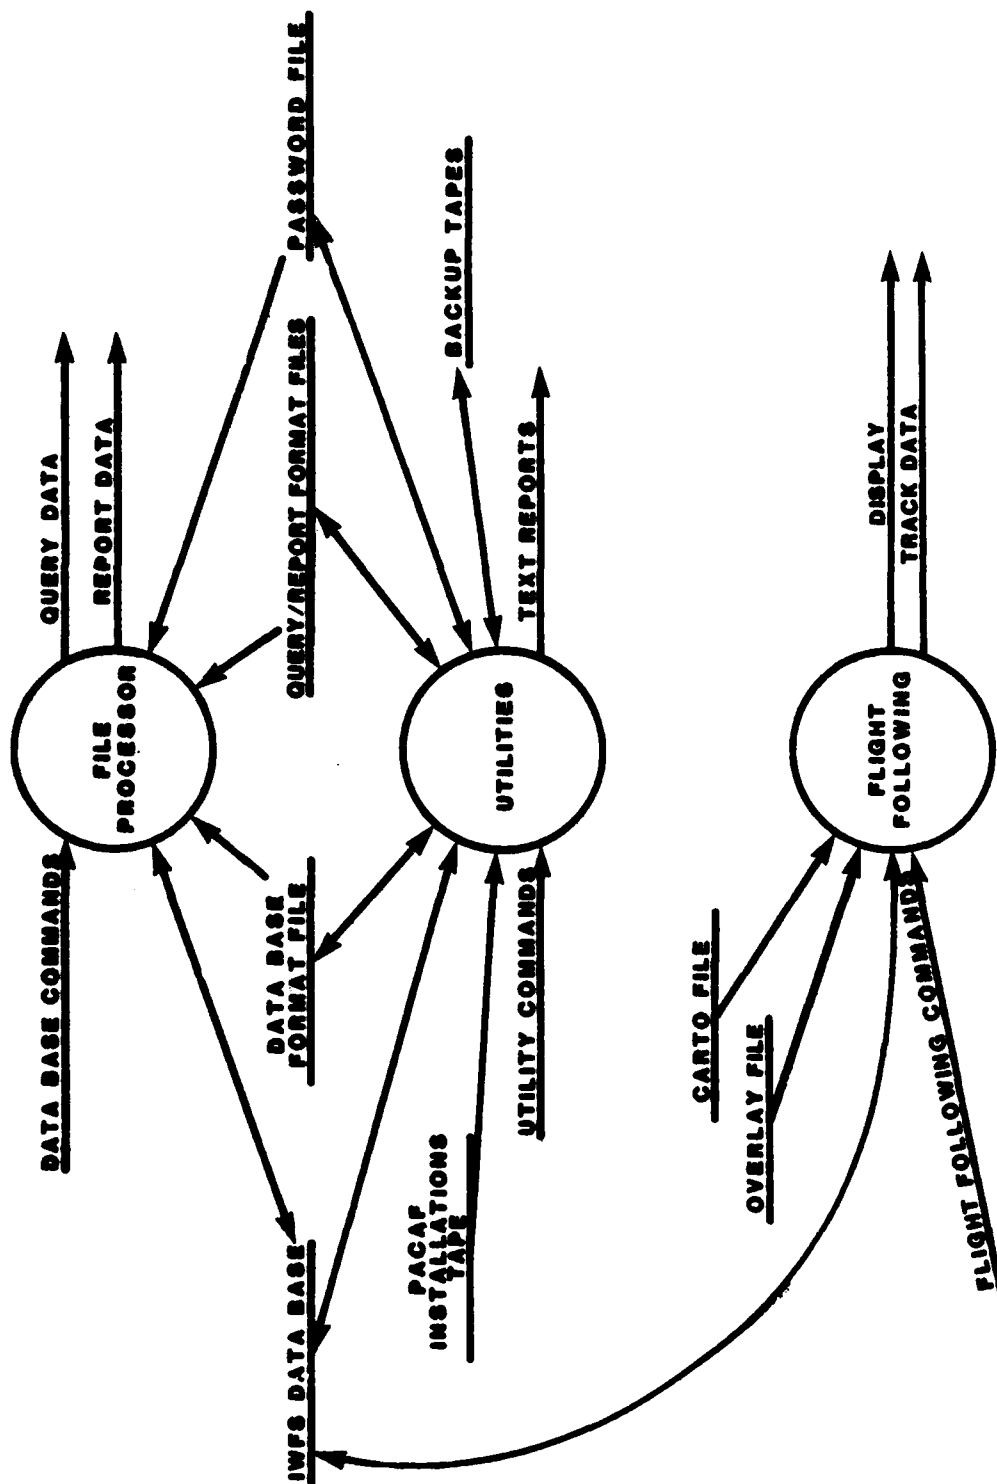 DATA BASE COMMANDS
FILE
PROCESSOR
QUERY DATA
REPORT DATA
IWFS DATA BASE
DATA BASE
FORMAT FILE
QUERY/REPORT FORMAT FILES
PASSWORD FILE
PACAF
INSTALLATIONS
TAPE
UTILITY COMMANDS
UTILITIES
BACKUP TAPES
TEXT REPORTS
CARTO FILE
OVERLAY FILE
FLIGHT FOLLOWING COMMANDS
FLIGHT
FOLLOWING
DISPLAY
TRACK DATA